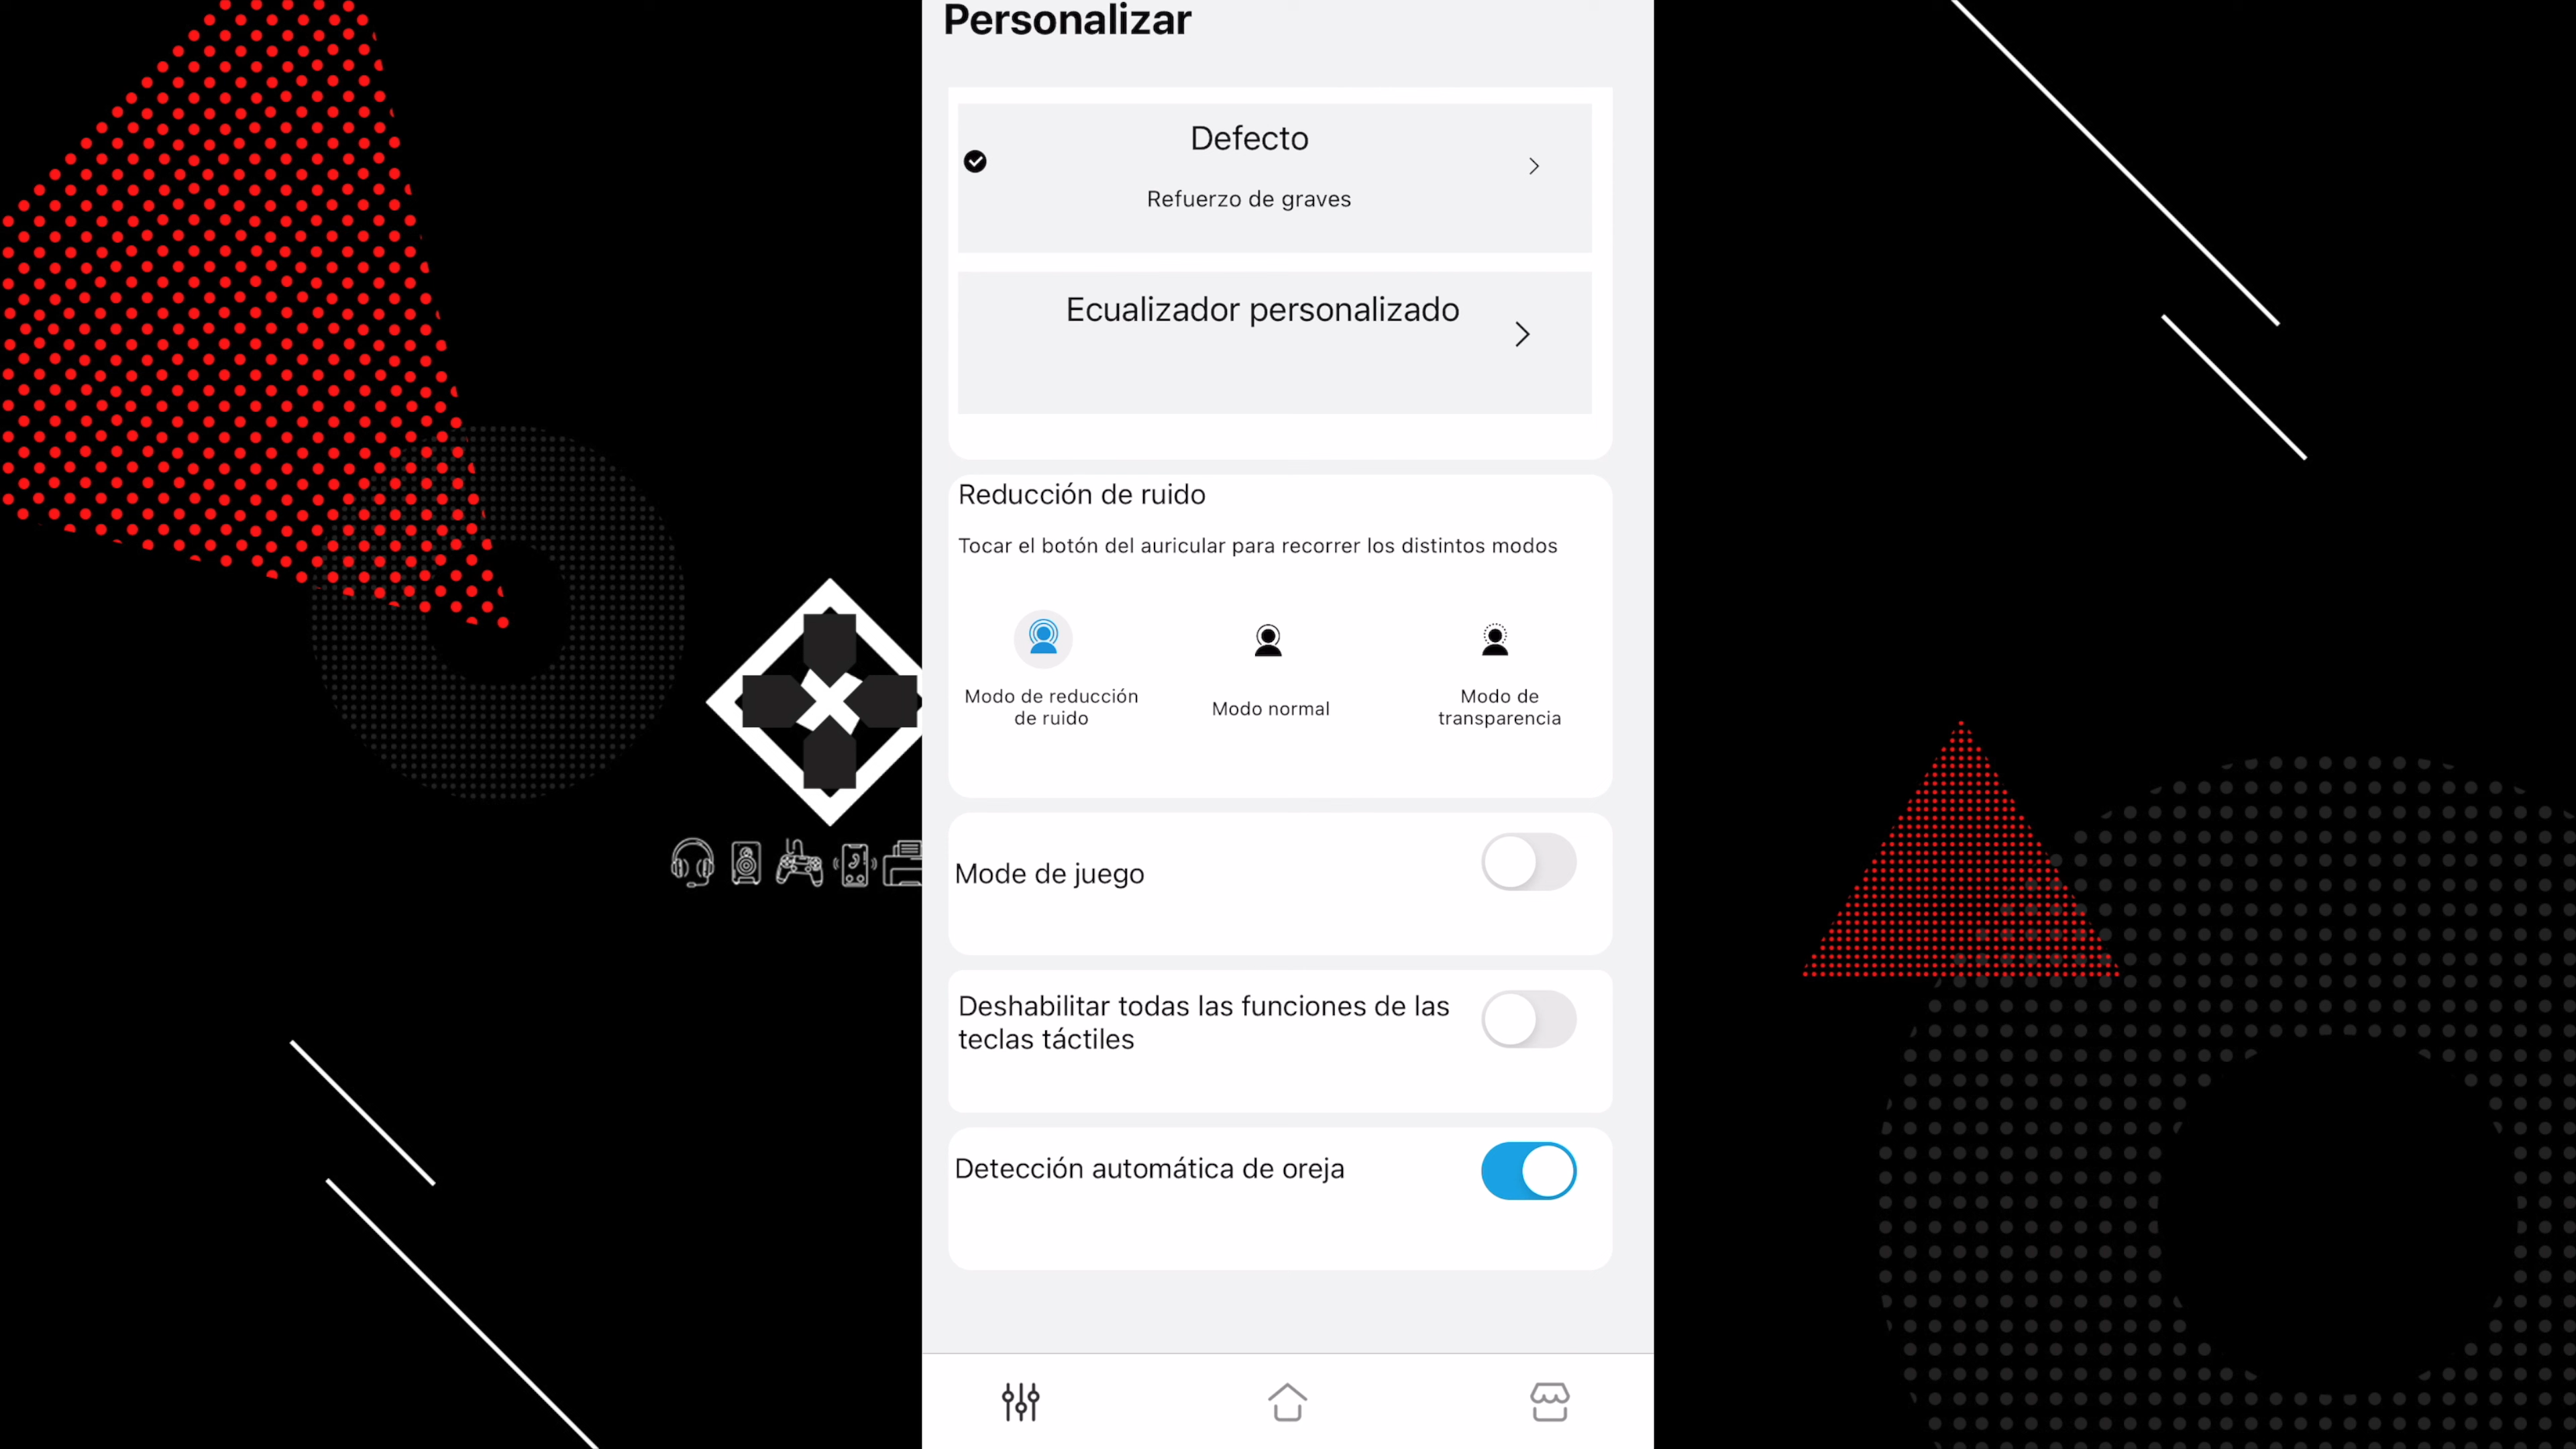 Personalizar
Defecto
Refuerzo de graves
Ecualizador personalizado
Reducción de ruido
Tocar el botón del auricular para recorrer los distintos modos
Modo de reducción
de ruido
Modo normal
Modo de
transparencia
Mode de juego
Deshabilitar todas las funciones de las
teclas táctiles
Detección automática de oreja